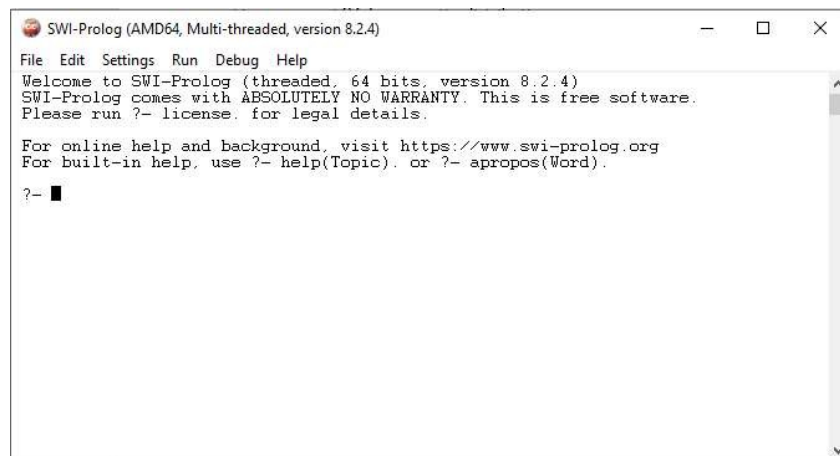 SWI-Prolog (AMD64, Multi-threaded, version 8.2.4)
File Edit Settings Run Debug Help
Welcome to SWI-Prolog (threaded, 64 bits, version 8.2.4)
SWI-Prolog comes with ABSOLUTELY NO WARRANTY. This is free software.
Please run ?- license. for legal details.
For online help and background, visit https://www.swi-prolog.org
For built-in help, use ?- help(Topic). or ?- apropos(Word).
?-